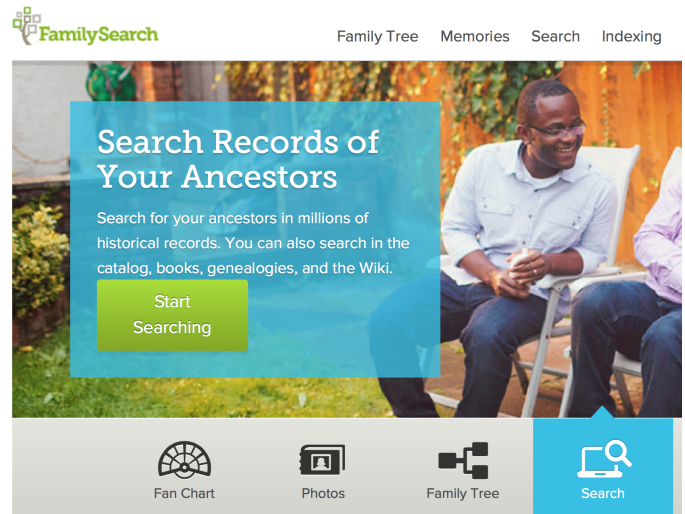 FamilySearch
Family Tree Memories Search Indexing
Search Records of
Your Ancestors
Search for your ancestors in millions of
historical records. You can also search in the
catalog, books, genealogies, and the Wiki.
Start
Searching
Fan Chart Photos Family Tree Search